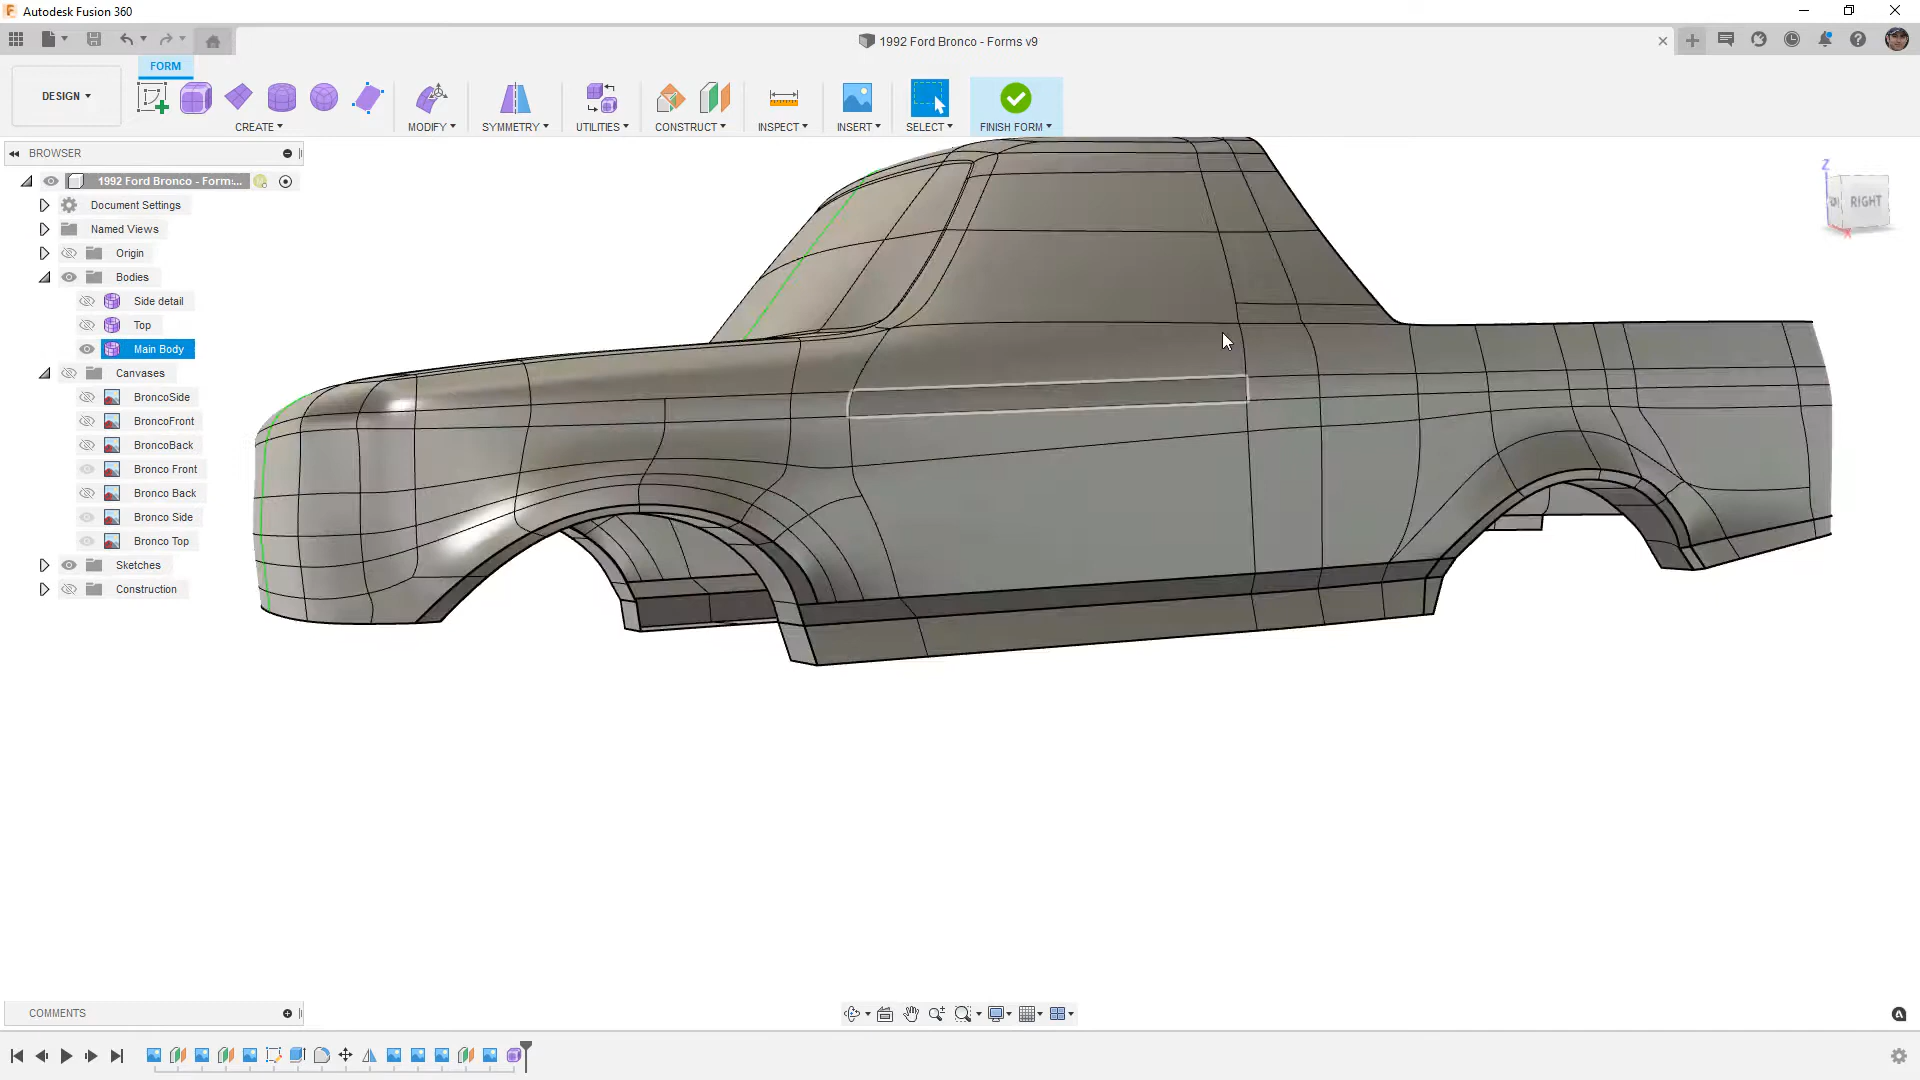 Autodesk Fusion 360
1992 Ford Bronco - Forms v9
FORM
DESIGN
CREATE
MODIFY
SYMMETRY
UTILITIES
CONSTRUCT
INSPECT
INSERT
SELECT
FINISH FORM
BROWSER
1992 Ford Bronco - Form:...
Document Settings
Named Views
Origin
Bodies
Side detail
Top
Main Body
Canvases
BroncoSide
BroncoFront
BroncoBack
Bronco Front
Bronco Back
Bronco Side
Bronco Top
Sketches
Construction
Z
RIGHT
COMMENTS